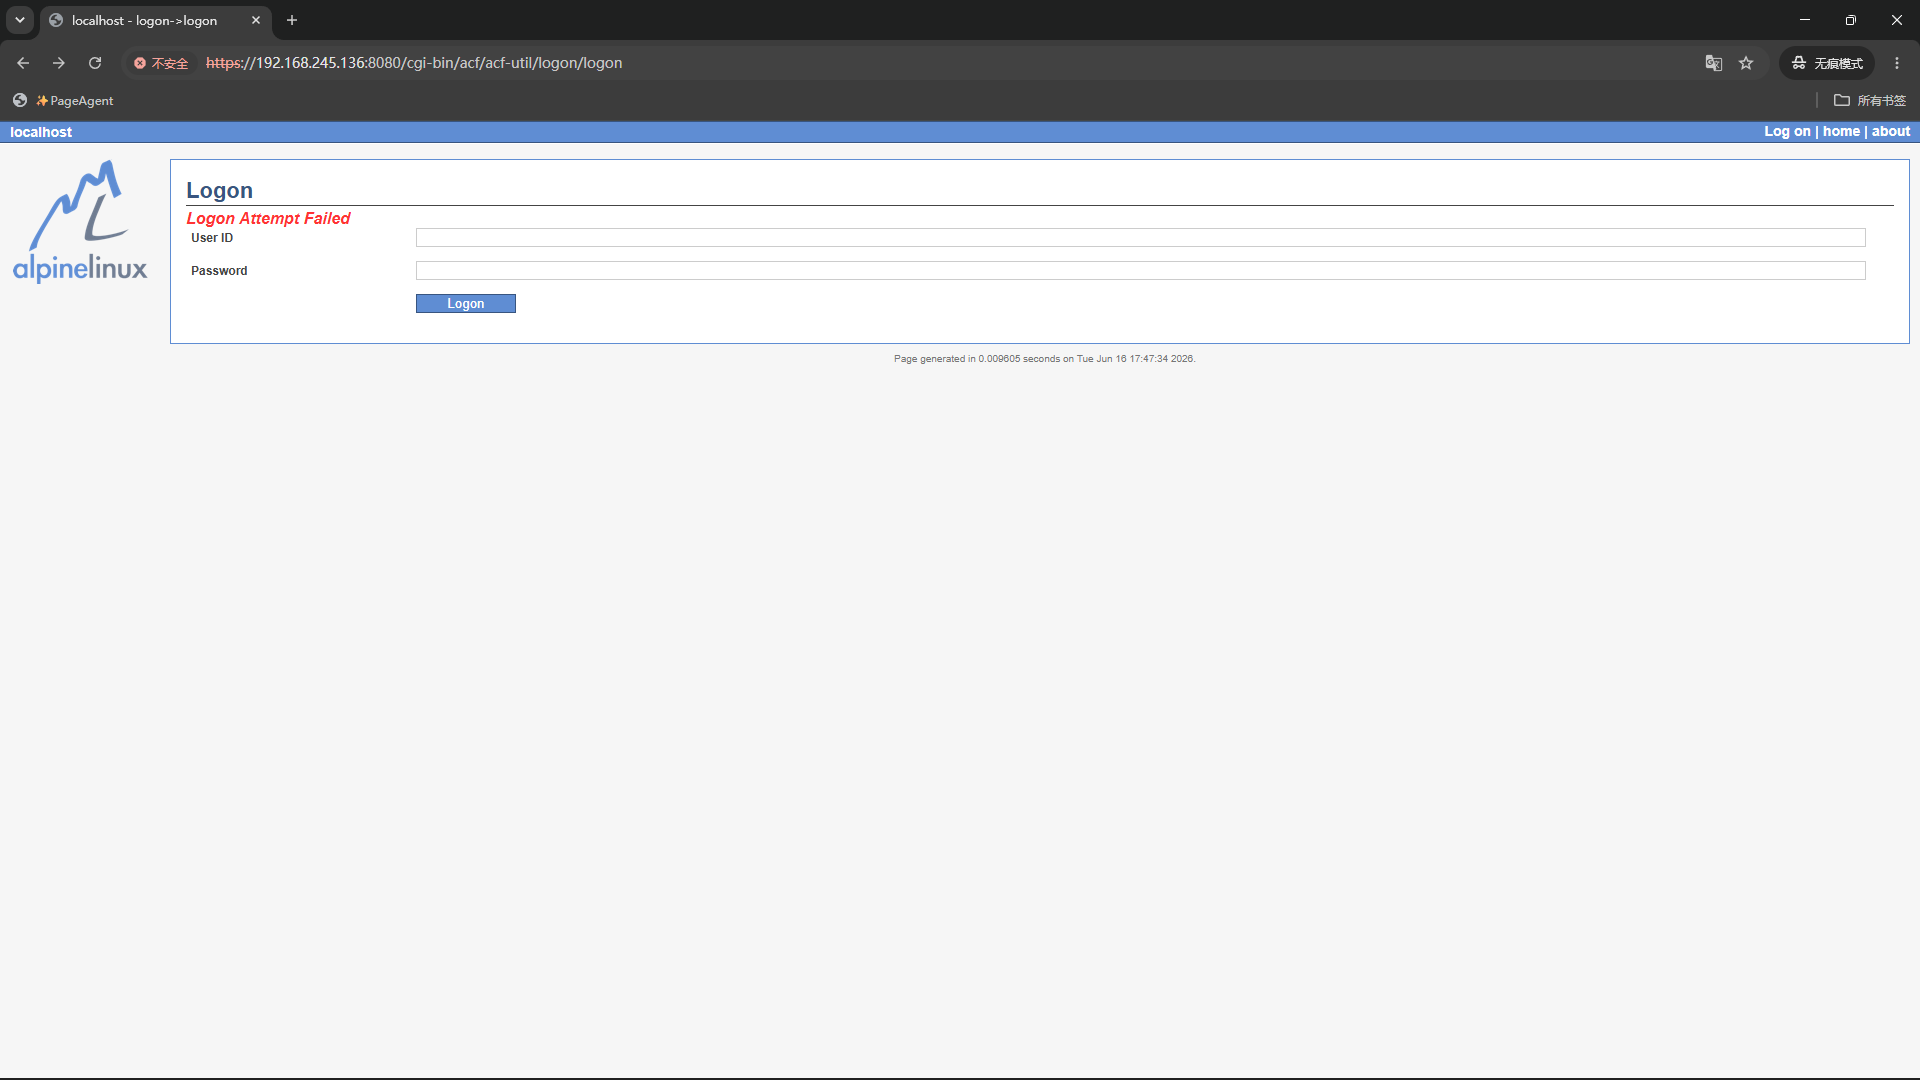 localhost - logon->logon
不安全 https://192.168.245.136:8080/cgi-bin/acf/acf-util/logon/logon 无痕模式
✨PageAgent 所有书签
localhost Log on | home | about
alpinelinux
Logon
Logon Attempt Failed
User ID
Password
Logon
Page generated in 0.009605 seconds on Tue Jun 16 17:47:34 2026.